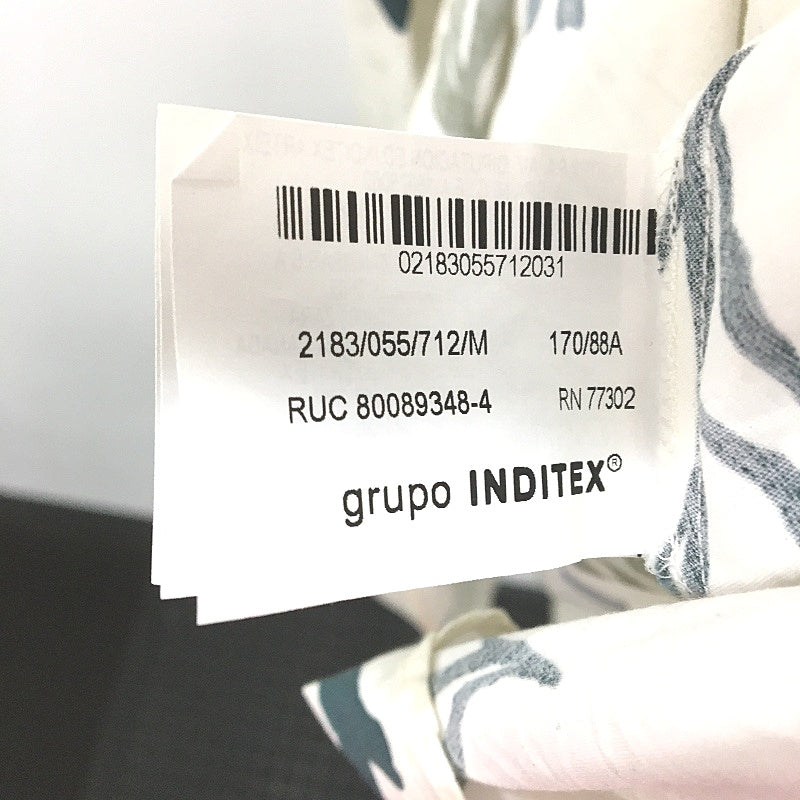 02183055712031
2183/055/712/M 170/88A
RUC 80089348-4 RN 77302
grupo INDITEX®